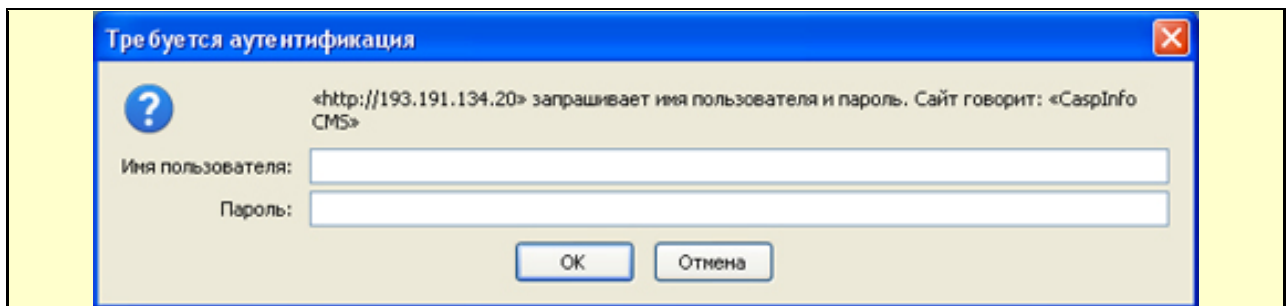 Требуется аутентификация
«http://193.191.134.20» запрашивает имя пользователя и пароль. Сайт говорит: «CaspInfo
CMS»
Имя пользователя:
Пароль:
OK Отмена